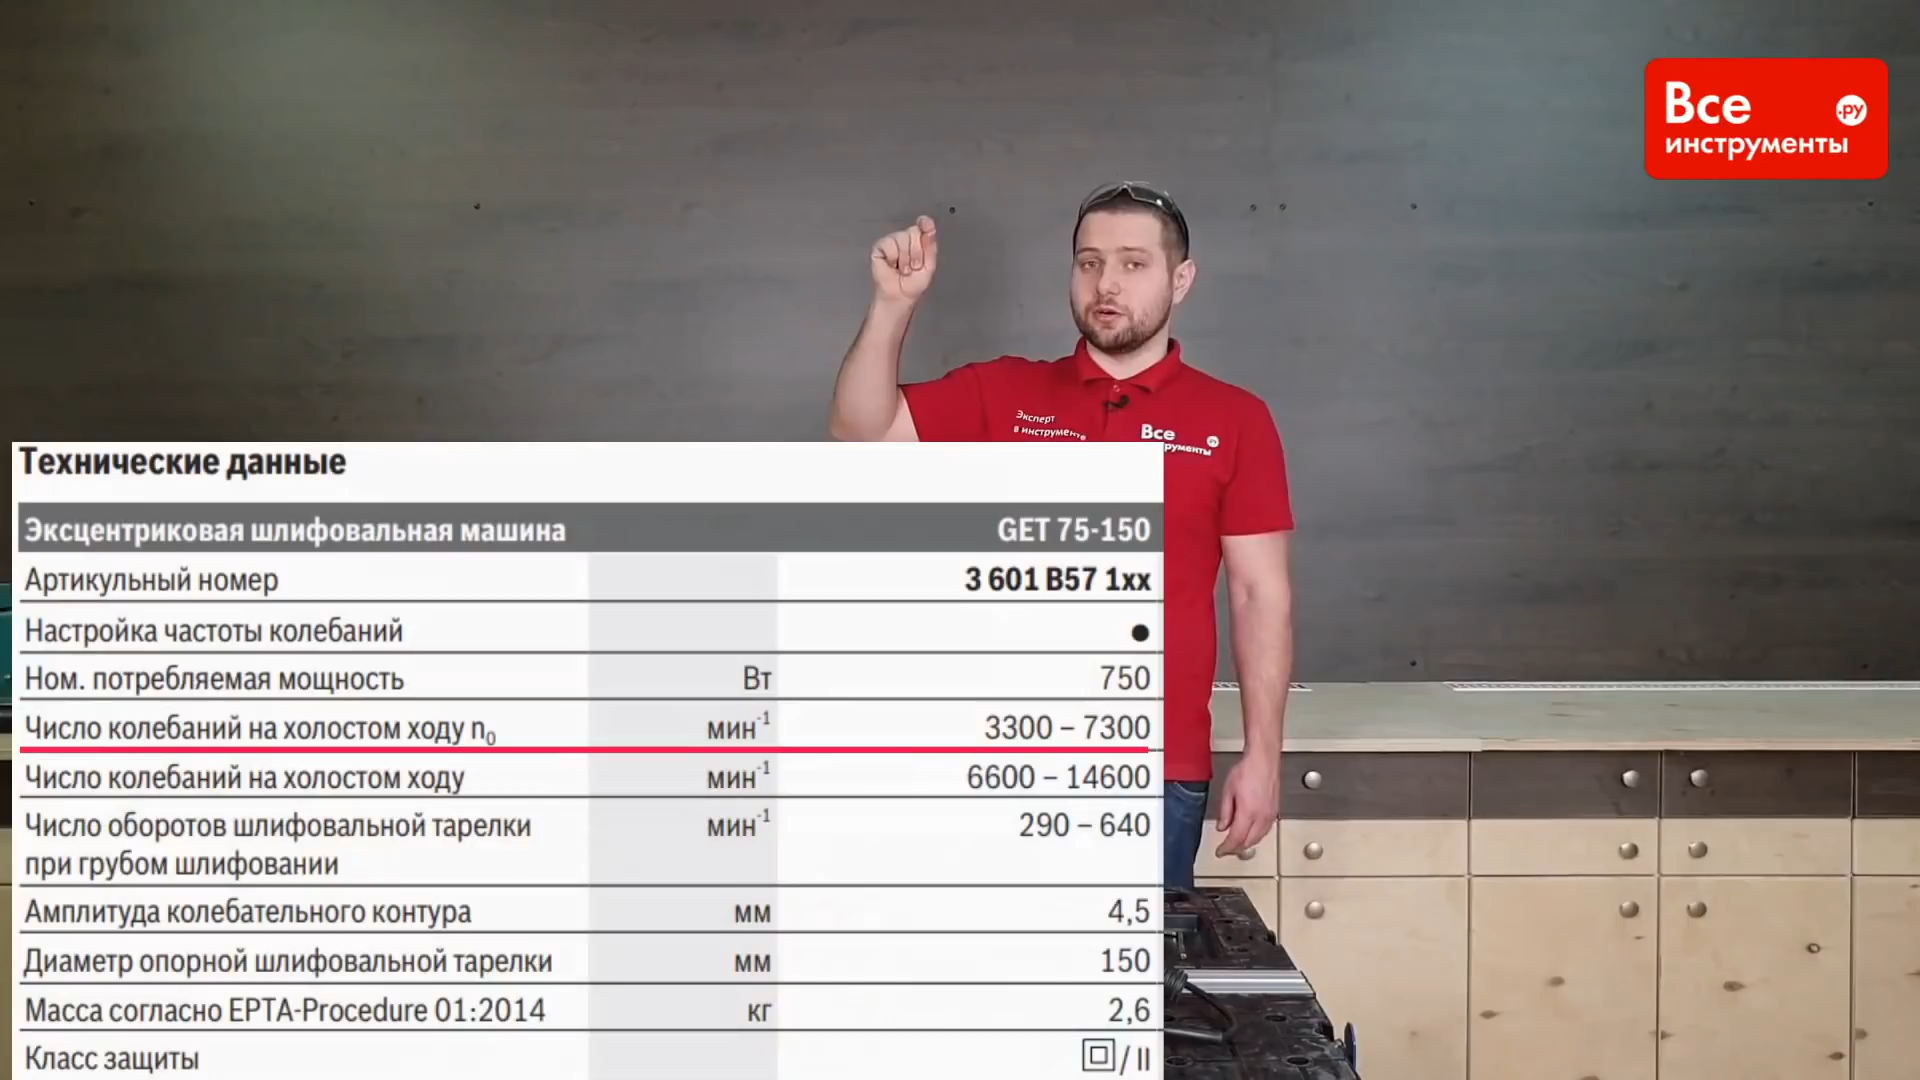 Все
.ру
инструменты
Эксперт
в инструменте
Все
.ру
рументы
Технические данные
Эксцентриковая шлифовальная машина GET 75-150
Артикульный номер 3 601 B57 1xx
Настройка частоты колебаний ●
Ном. потребляемая мощность Вт 750
Число колебаний на холостом ходу n₀ мин⁻¹ 3300 – 7300
Число колебаний на холостом ходу мин⁻¹ 6600 – 14600
Число оборотов шлифовальной тарелки мин⁻¹ 290 – 640
при грубом шлифовании
Амплитуда колебательного контура мм 4,5
Диаметр опорной шлифовальной тарелки мм 150
Масса согласно EPTA-Procedure 01:2014 кг 2,6
Класс защиты / II